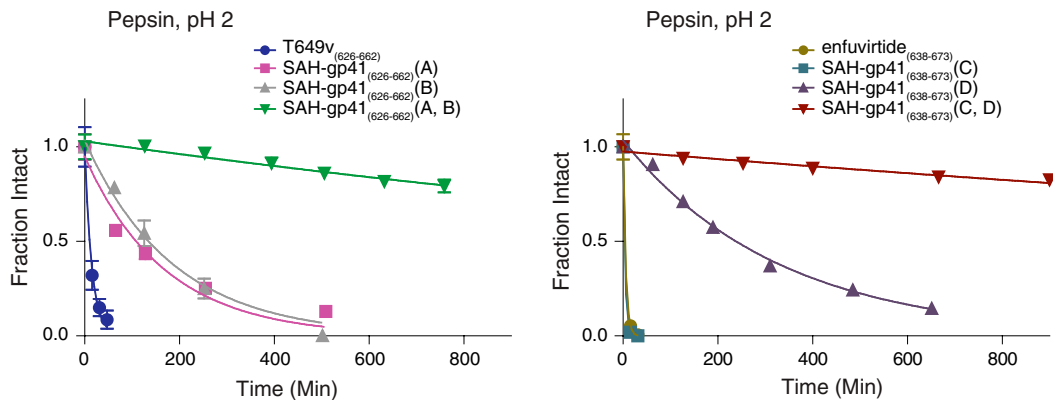 Pepsin, pH 2
T649v(626-662)
SAH-gp41(626-662)(A)
SAH-gp41(626-662)(B)
SAH-gp41(626-662)(A, B)
1.0
0.5
0.0
Fraction Intact
0 200 400 600 800
Time (Min)
Pepsin, pH 2
enfuvirtide(638-673)
SAH-gp41(638-673)(C)
SAH-gp41(638-673)(D)
SAH-gp41(638-673)(C, D)
1.0
0.5
0.0
Fraction Intact
0 200 400 600 800
Time (Min)